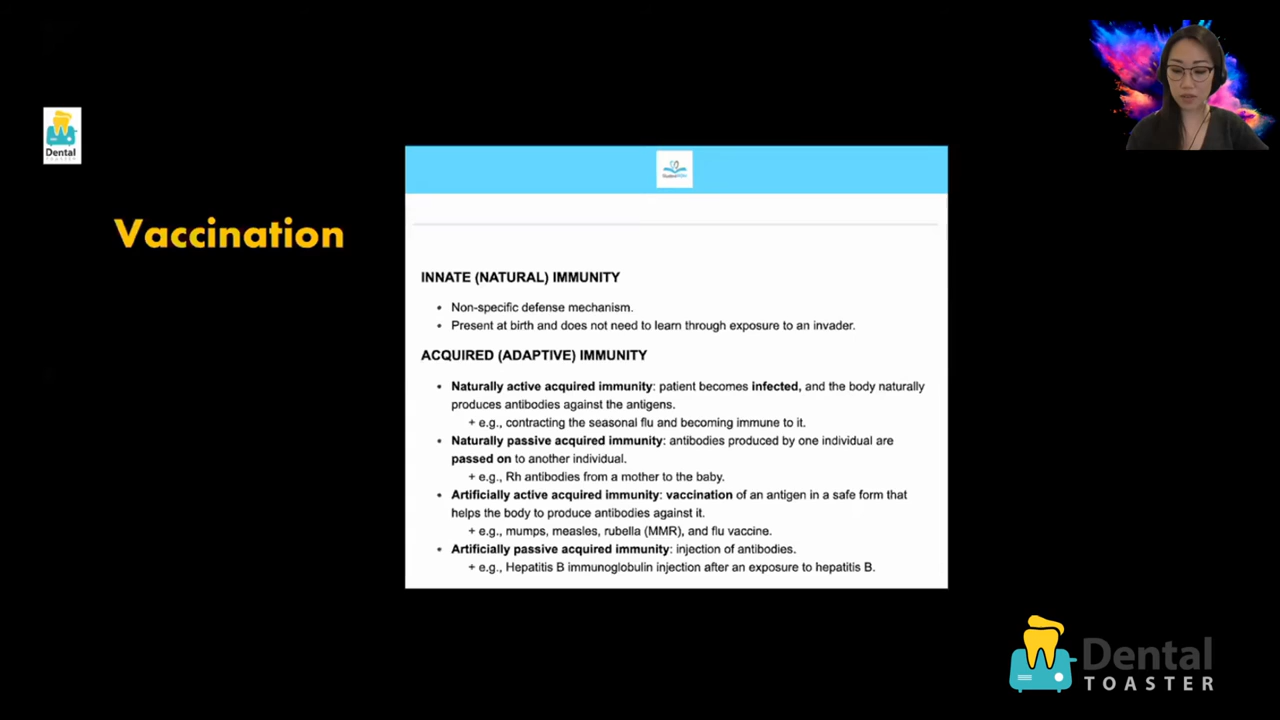 Dental
TOASTER
Vaccination
INNATE (NATURAL) IMMUNITY
• Non-specific defense mechanism.
• Present at birth and does not need to learn through exposure to an invader.
ACQUIRED (ADAPTIVE) IMMUNITY
• Naturally active acquired immunity: patient becomes infected, and the body naturally
produces antibodies against the antigens.
+ e.g., contracting the seasonal flu and becoming immune to it.
• Naturally passive acquired immunity: antibodies produced by one individual are
passed on to another individual.
+ e.g., Rh antibodies from a mother to the baby.
• Artificially active acquired immunity: vaccination of an antigen in a safe form that
helps the body to produce antibodies against it.
+ e.g., mumps, measles, rubella (MMR), and flu vaccine.
• Artificially passive acquired immunity: injection of antibodies.
+ e.g., Hepatitis B immunoglobulin injection after an exposure to hepatitis B.
Dental
TOASTER